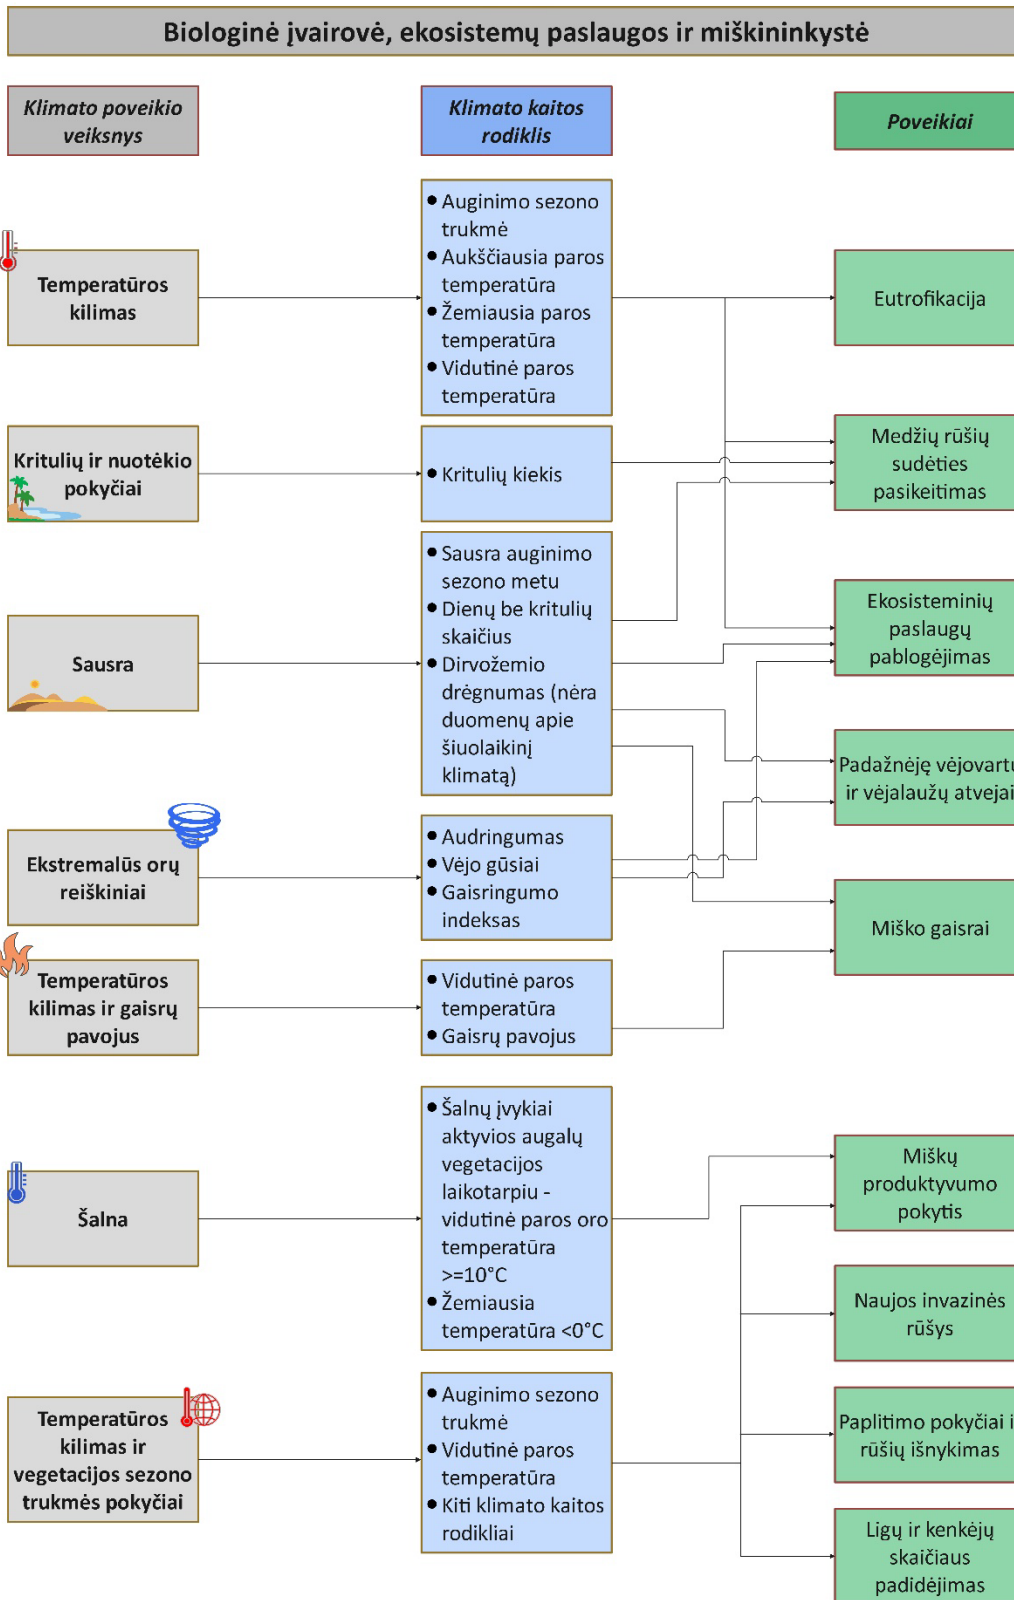 Biologinė įvairovė, ekosistemų paslaugos ir miškininkystė
Klimato poveikio
veiksnys
Klimato kaitos
rodiklis
Poveikiai
Temperatūros
kilimas
• Auginimo sezono
trukmė
• Aukščiausia paros
temperatūra
• Žemiausia paros
temperatūra
• Vidutinė paros
temperatūra
Eutrofikacija
Kritulių ir nuotėkio
pokyčiai
• Kritulių kiekis
Medžių rūšių
sudėties
pasikeitimas
Sausra
• Sausra auginimo
sezono metu
• Dienų be kritulių
skaičius
• Dirvožemio
drėgnumas (nėra
duomenų apie
šiuolaikinį
klimatą)
Ekosisteminių
paslaugų
pablogėjimas
Padažnėję vėjovartų
ir vėjalaužų atvejai
Ekstremalūs orų
reiškiniai
• Audringumas
• Vėjo gūsiai
• Gaisringumo
indeksas
Miško gaisrai
Temperatūros
kilimas ir gaisrų
pavojus
• Vidutinė paros
temperatūra
• Gaisrų pavojus
Šalna
• Šalnų įvykiai
aktyvios augalų
vegetacijos
laikotarpiu -
vidutinė paros oro
temperatūra
>=10°C
• Žemiausia
temperatūra <0°C
Miškų
produktyvumo
pokytis
Naujos invazinės
rūšys
Temperatūros
kilimas ir
vegetacijos sezono
trukmės pokyčiai
• Auginimo sezono
trukmė
• Vidutinė paros
temperatūra
• Kiti klimato kaitos
rodikliai
Paplitimo pokyčiai
rūšių išnykimas
Ligų ir kenkėjų
skaičiaus
padidėjimas